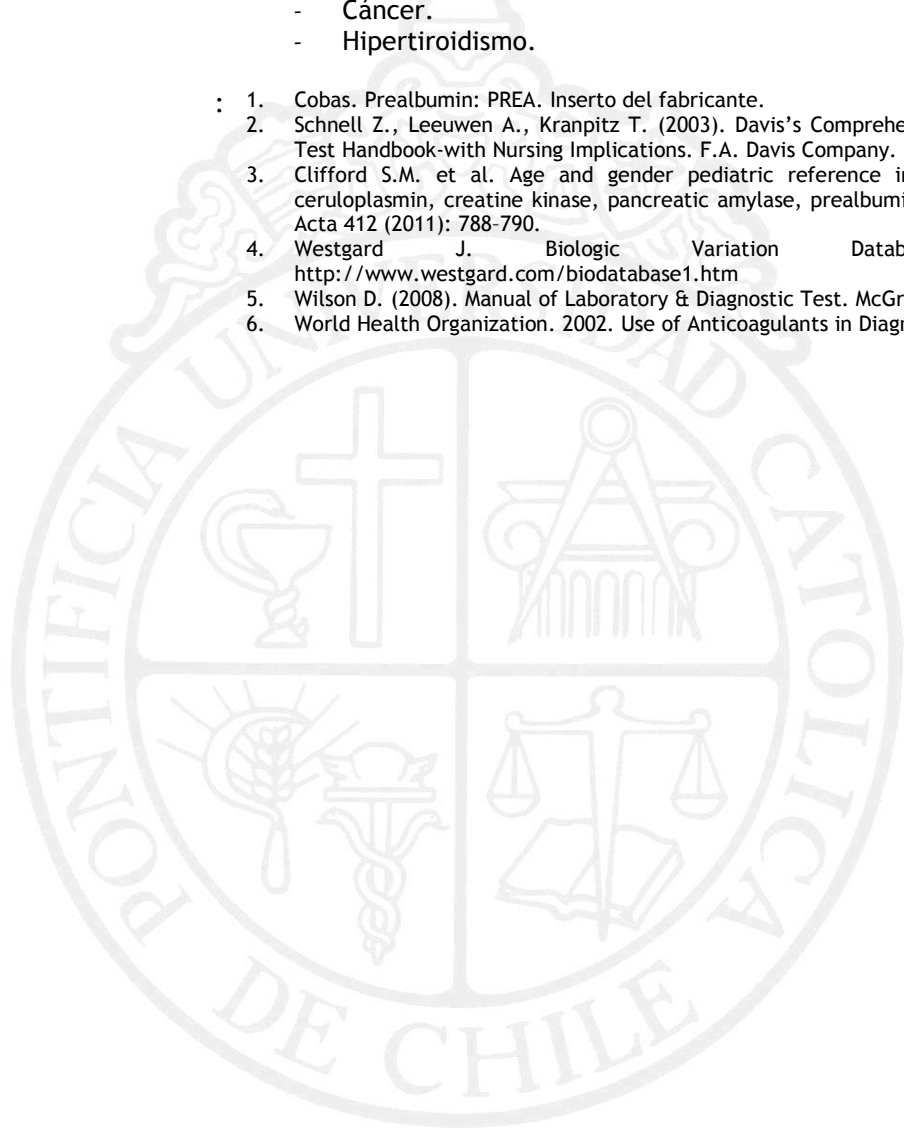 - Cáncer.
- Hipertiroidismo.
: 1. Cobas. Prealbumin: PREA. Inserto del fabricante.
2. Schnell Z., Leeuwen A., Kranpitz T. (2003). Davis’s Comprehe
Test Handbook-with Nursing Implications. F.A. Davis Company.
3. Clifford S.M. et al. Age and gender pediatric reference in
ceruloplasmin, creatine kinase, pancreatic amylase, prealbumi
Acta 412 (2011): 788–790.
4. Westgard J. Biologic Variation Datab
http://www.westgard.com/biodatabase1.htm
5. Wilson D. (2008). Manual of Laboratory & Diagnostic Test. McGr
6. World Health Organization. 2002. Use of Anticoagulants in Diagn
PONTIFICIA UNIVERSIDAD CATOLICA
DE CHILE